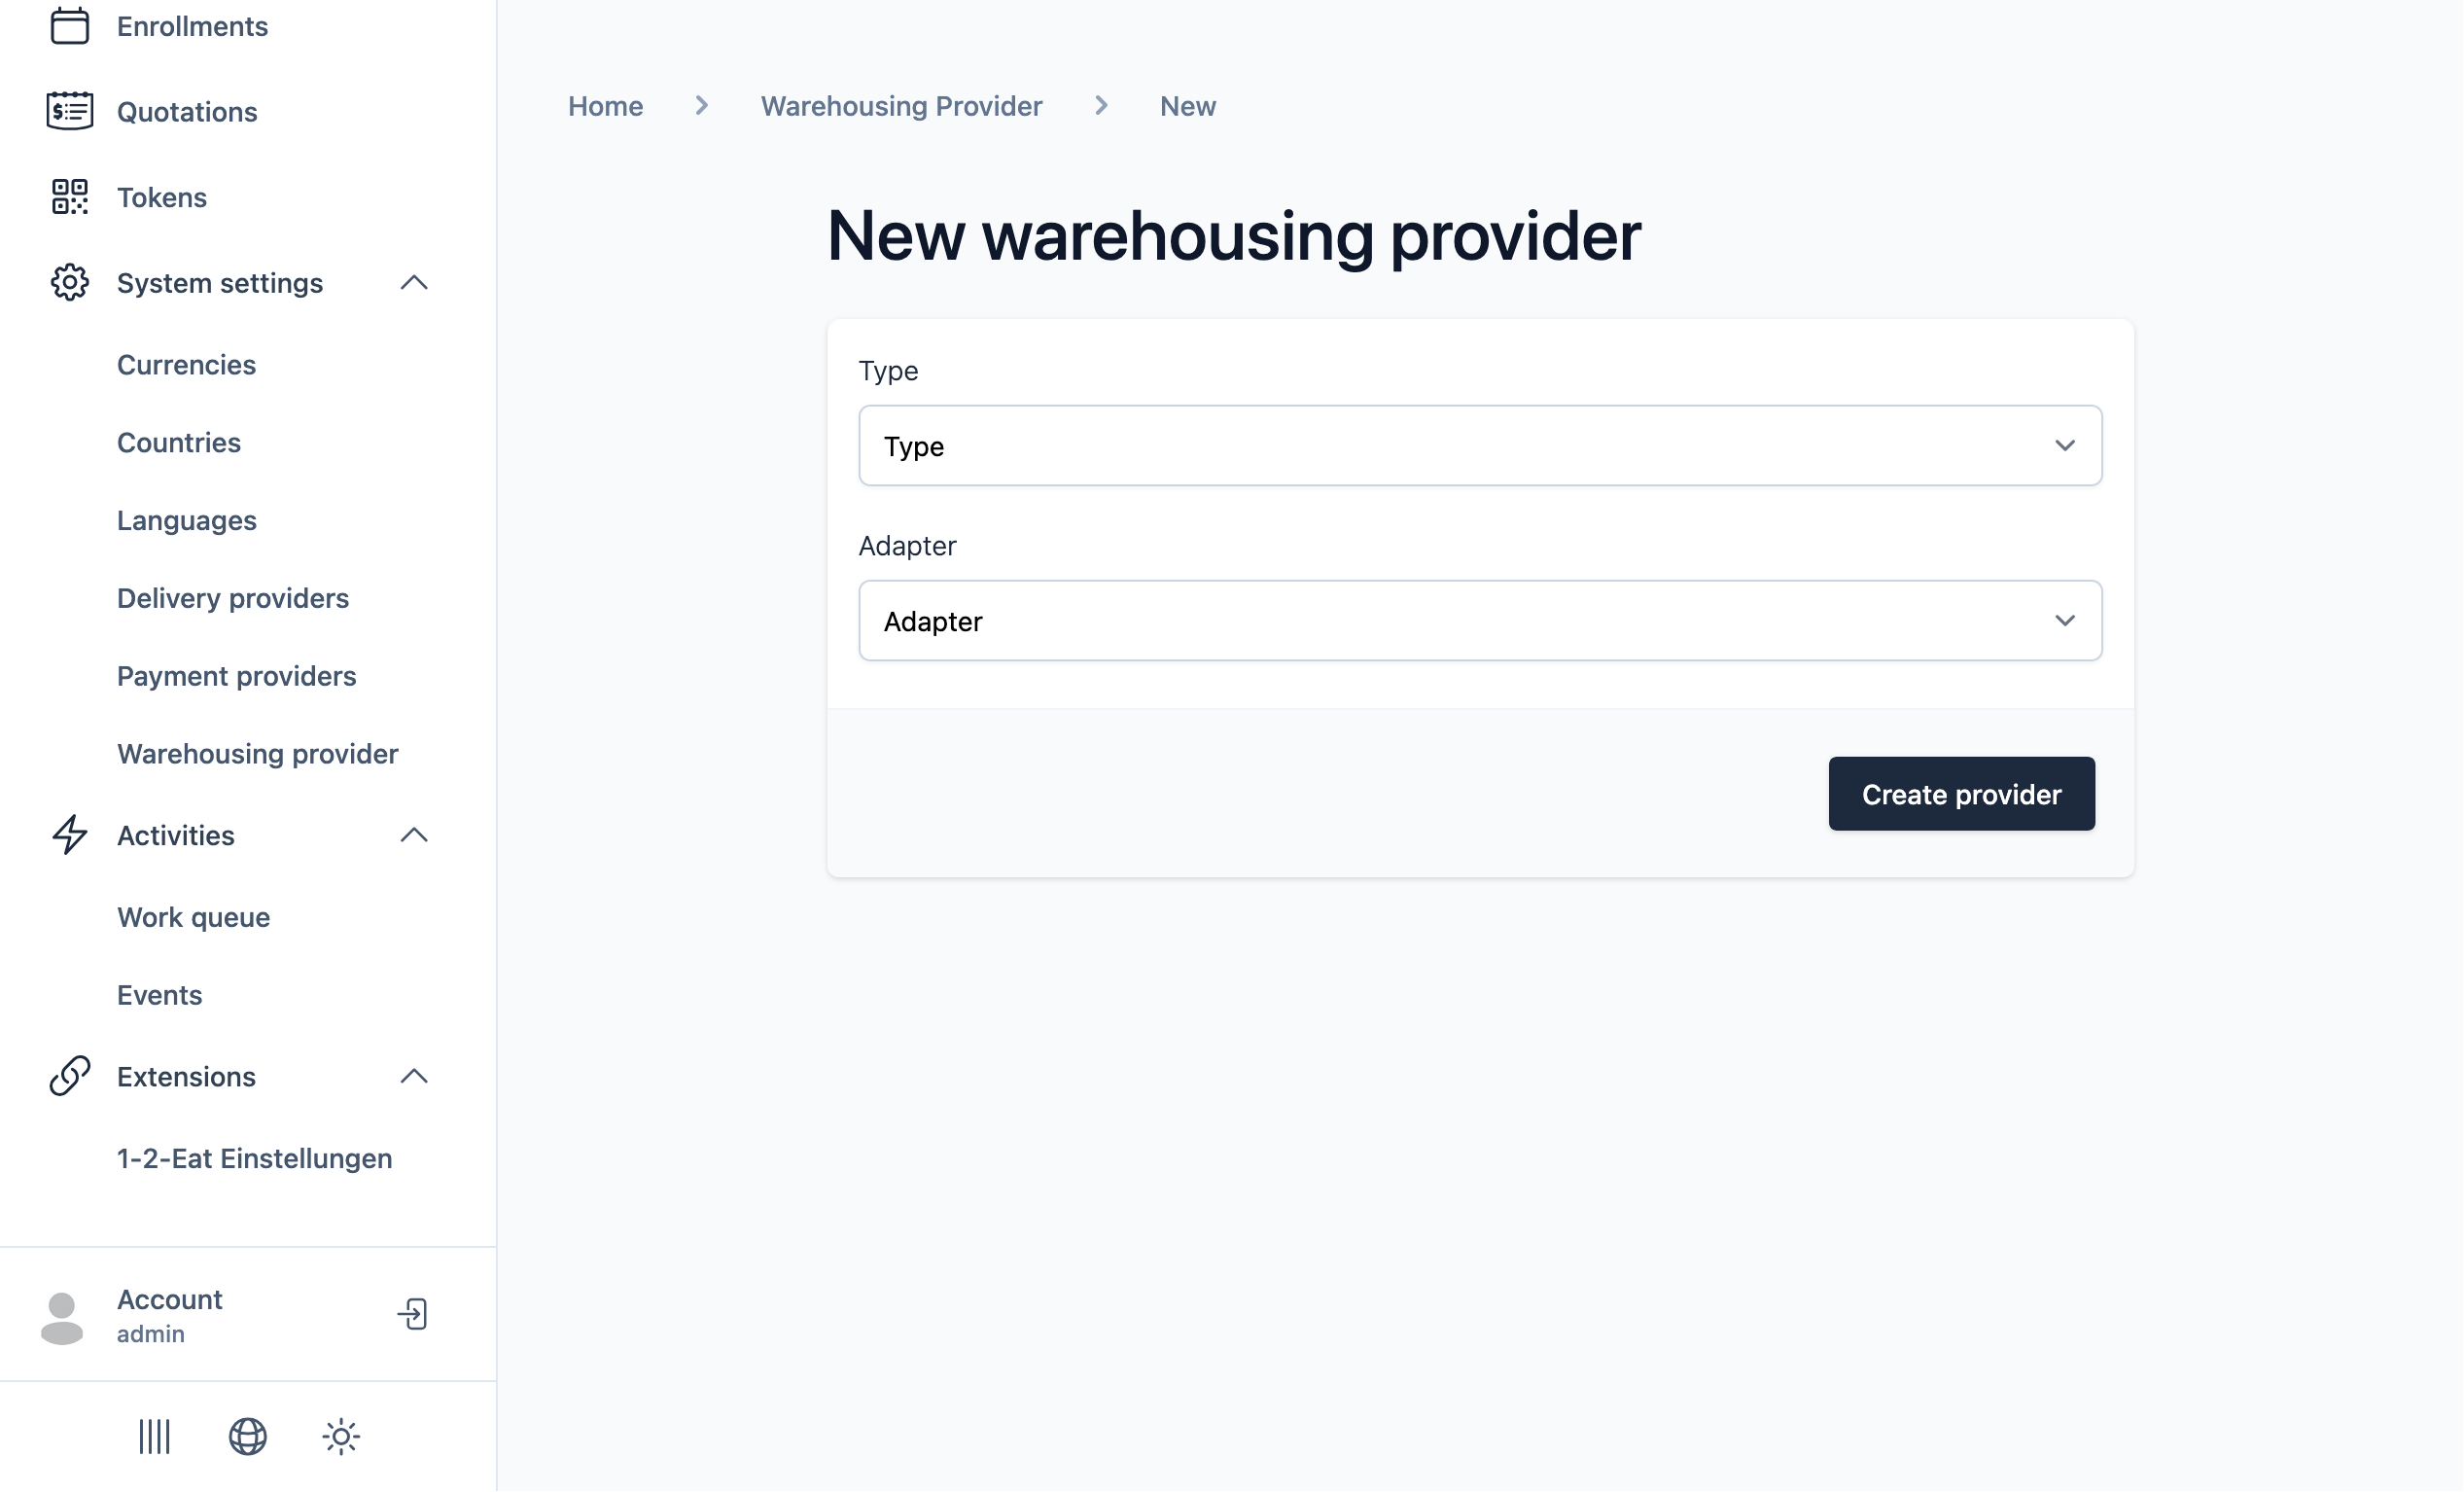 Enrollments
Quotations
Tokens
System settings
Currencies
Countries
Languages
Delivery providers
Payment providers
Warehousing provider
Activities
Work queue
Events
Extensions
1-2-Eat Einstellungen
Account
admin
Home
Warehousing Provider
New
New warehousing provider
Type
Type
Adapter
Adapter
Create provider